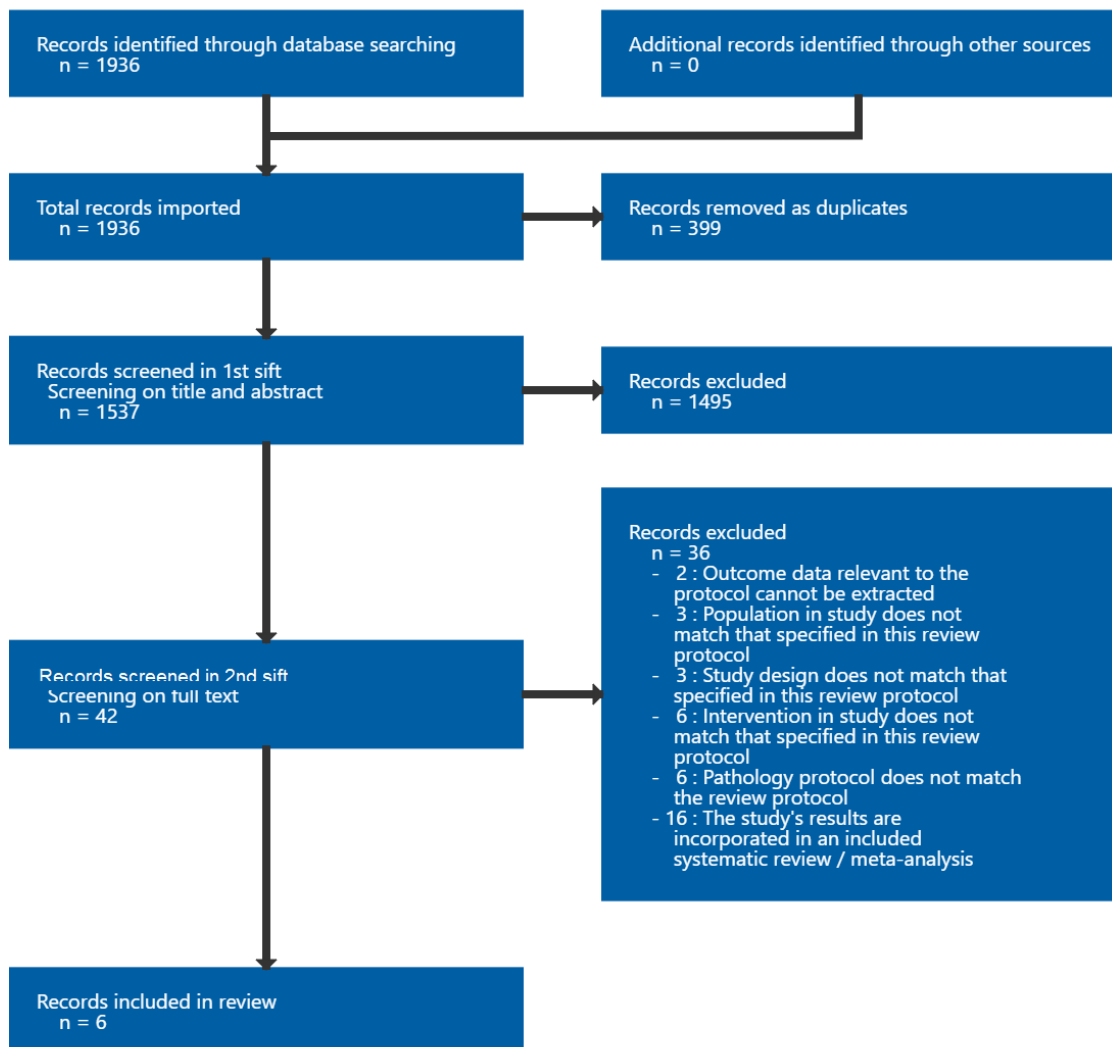 Records identified through database searching
n = 1936
Additional records identified through other sources
n = 0
Total records imported
n = 1936
Records removed as duplicates
n = 399
Records screened in 1st sift
Screening on title and abstract
n = 1537
Records excluded
n = 1495
Records screened in 2nd sift
Screening on full text
n = 42
Records excluded
n = 36
- 2 : Outcome data relevant to the
protocol cannot be extracted
- 3 : Population in study does not
match that specified in this review
protocol
- 3 : Study design does not match that
specified in this review protocol
- 6 : Intervention in study does not
match that specified in this review
protocol
- 6 : Pathology protocol does not match
the review protocol
- 16 : The study's results are
incorporated in an included
systematic review / meta-analysis
Records included in review
n = 6